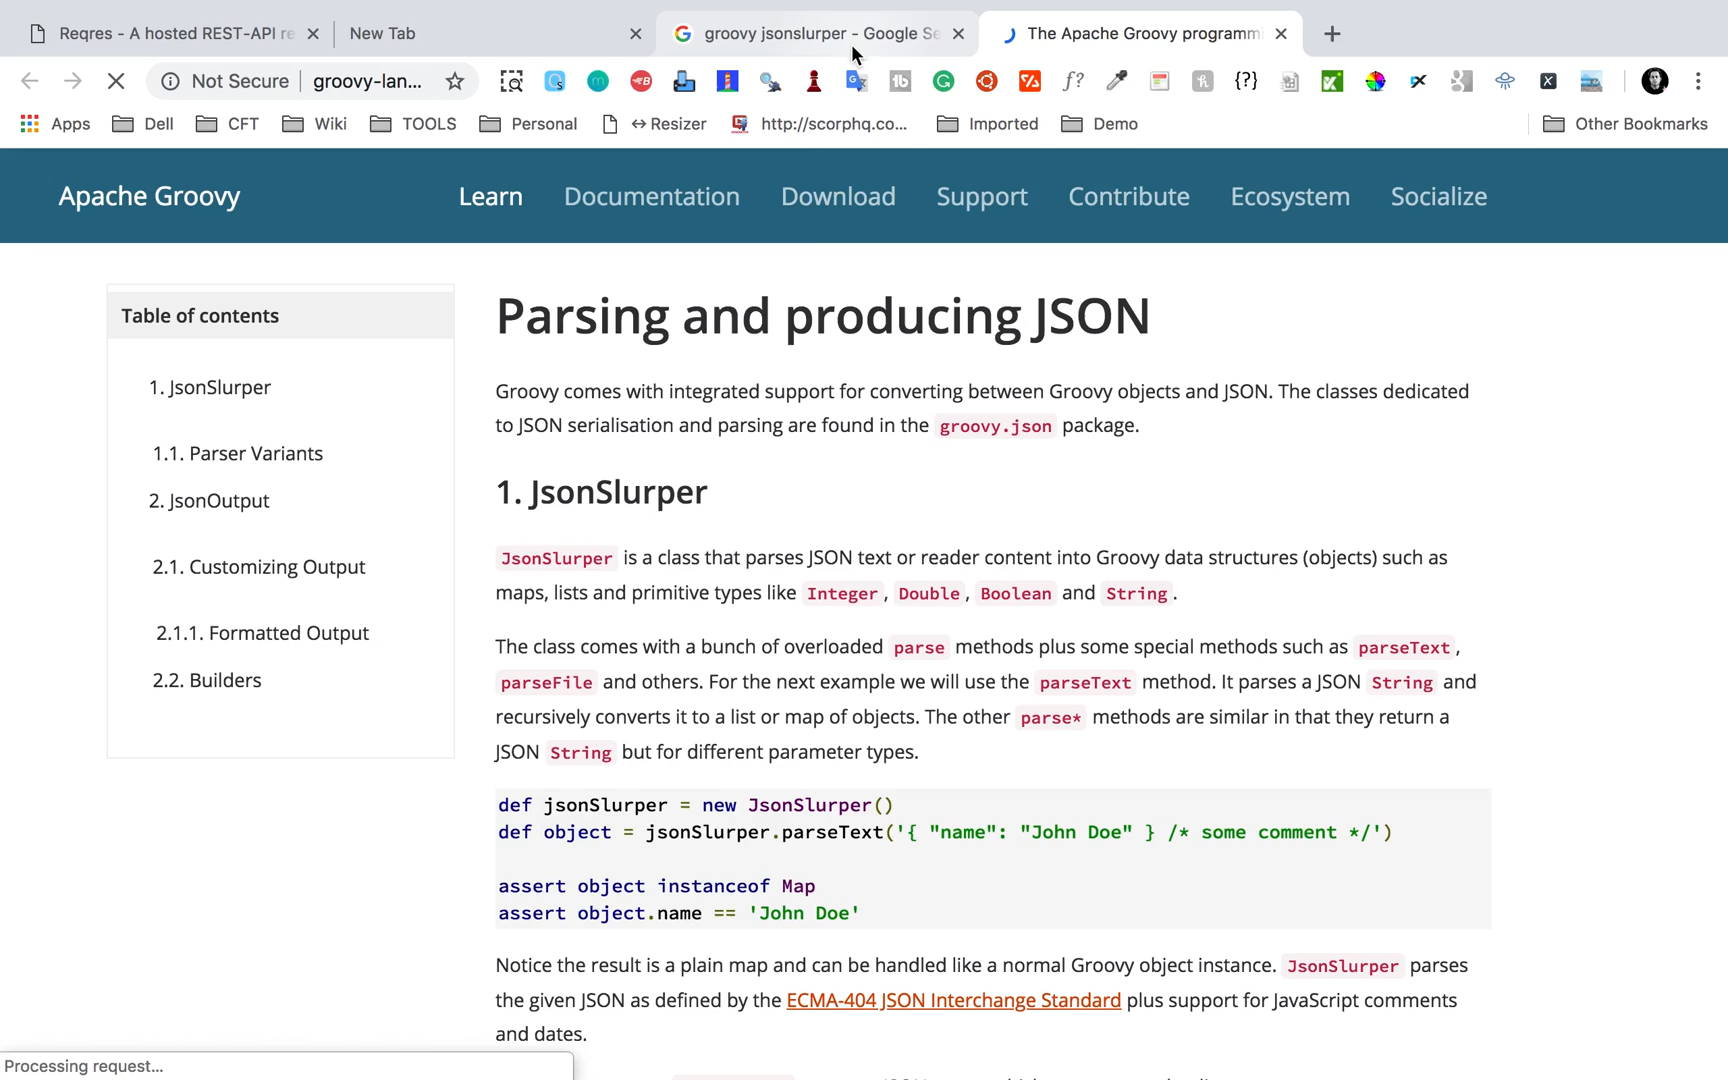 Reqres - A hosted REST-API re
New Tab
groovy jsonslurper - Google Se
The Apache Groovy programmi
Not Secure | groovy-lan...
Apps Dell CFT Wiki TOOLS Personal ↔Resizer http://scorphq.co... Imported Demo Other Bookmarks
Apache Groovy Learn Documentation Download Support Contribute Ecosystem Socialize
Table of contents
1. JsonSlurper
1.1. Parser Variants
2. JsonOutput
2.1. Customizing Output
2.1.1. Formatted Output
2.2. Builders
Parsing and producing JSON
Groovy comes with integrated support for converting between Groovy objects and JSON. The classes dedicated
to JSON serialisation and parsing are found in the groovy.json package.
1. JsonSlurper
JsonSlurper is a class that parses JSON text or reader content into Groovy data structures (objects) such as
maps, lists and primitive types like Integer, Double, Boolean and String.
The class comes with a bunch of overloaded parse methods plus some special methods such as parseText,
parseFile and others. For the next example we will use the parseText method. It parses a JSON String and
recursively converts it to a list or map of objects. The other parse* methods are similar in that they return a
JSON String but for different parameter types.
def jsonSlurper = new JsonSlurper()
def object = jsonSlurper.parseText('{ "name": "John Doe" } /* some comment */')
assert object instanceof Map
assert object.name == 'John Doe'
Notice the result is a plain map and can be handled like a normal Groovy object instance. JsonSlurper parses
the given JSON as defined by the ECMA-404 JSON Interchange Standard plus support for JavaScript comments
and dates.
Processing request...